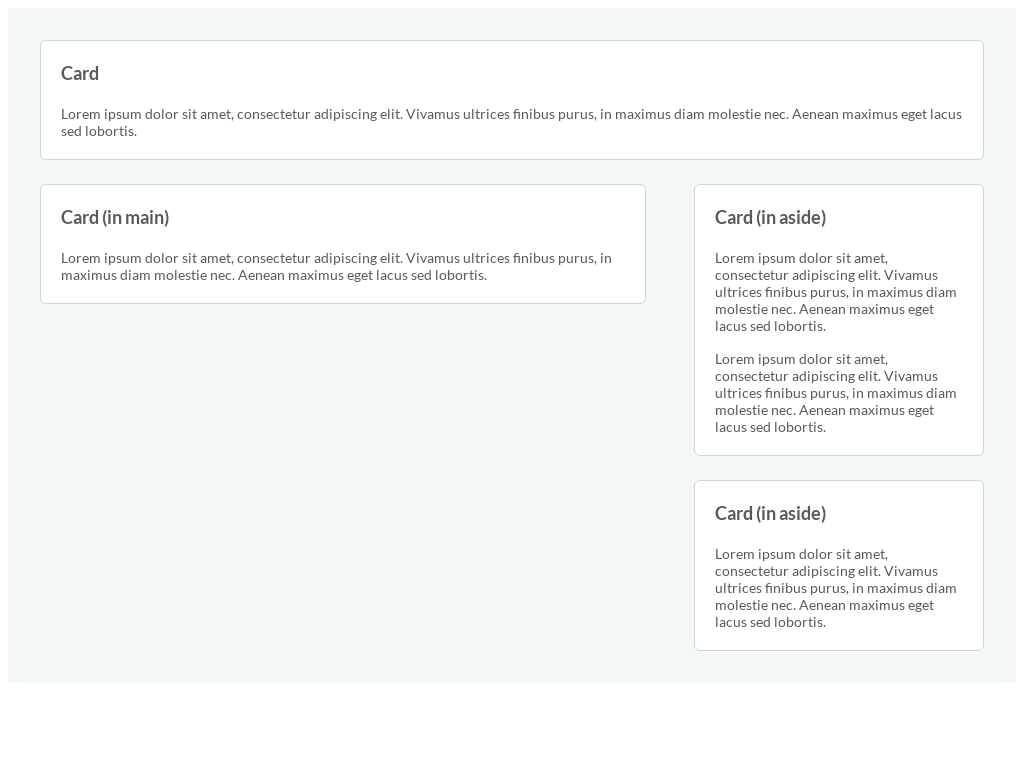 Card
Lorem ipsum dolor sit amet, consectetur adipiscing elit. Vivamus ultrices finibus purus, in maximus diam molestie nec. Aenean maximus eget lacus
sed lobortis.
Card (in main)
Lorem ipsum dolor sit amet, consectetur adipiscing elit. Vivamus ultrices finibus purus, in
maximus diam molestie nec. Aenean maximus eget lacus sed lobortis.
Card (in aside)
Lorem ipsum dolor sit amet,
consectetur adipiscing elit. Vivamus
ultrices finibus purus, in maximus diam
molestie nec. Aenean maximus eget
lacus sed lobortis.
Lorem ipsum dolor sit amet,
consectetur adipiscing elit. Vivamus
ultrices finibus purus, in maximus diam
molestie nec. Aenean maximus eget
lacus sed lobortis.
Card (in aside)
Lorem ipsum dolor sit amet,
consectetur adipiscing elit. Vivamus
ultrices finibus purus, in maximus diam
molestie nec. Aenean maximus eget
lacus sed lobortis.